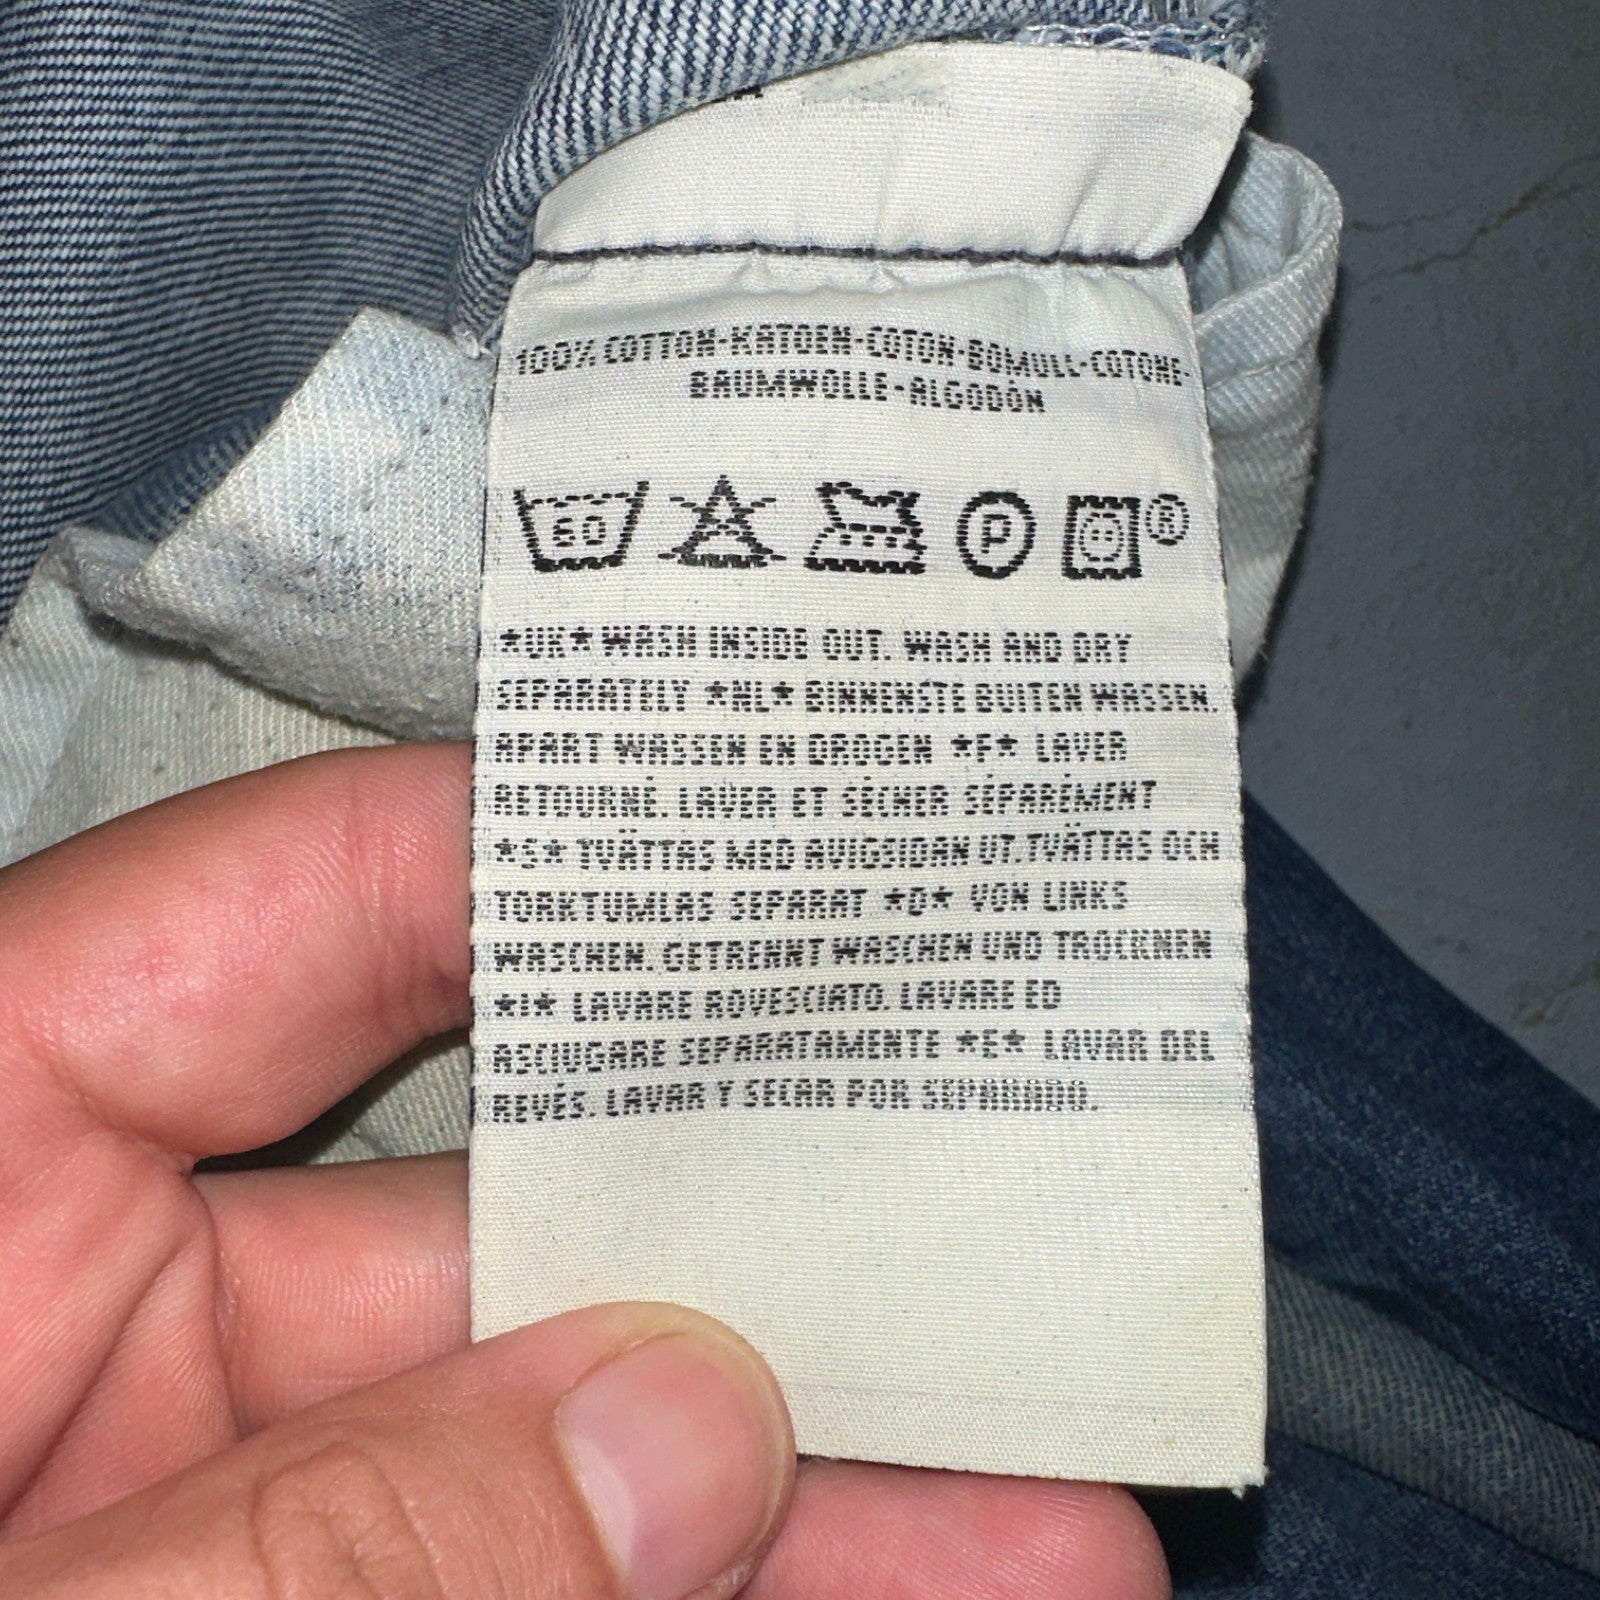 100% COTTON-KATOEN-COTON-BOMULL-COTONE-
BAUMWOLLE-ALGODÓN
60 P ®
*UK* WASH INSIDE OUT. WASH AND DRY
SEPARATELY *NL* BINNENSTE BUITEN WASSEN.
APART WASSEN EN DROGEN *F* LAVER
RETOURNÉ. LAVER ET SÉCHER SÉPARÉMENT
*S* TVÄTTAS MED AVIGSIDAN UT. TVÄTTAS OCH
TORKTUMLAS SEPARAT *D* VON LINKS
WASCHEN. GETRENNT WASCHEN UND TROCKNEN
*I* LAVARE ROVESCIATO. LAVARE ED
ASCIUGARE SEPARATAMENTE *E* LAVAR DEL
REVÉS. LAVAR Y SECAR POR SEPARADO.